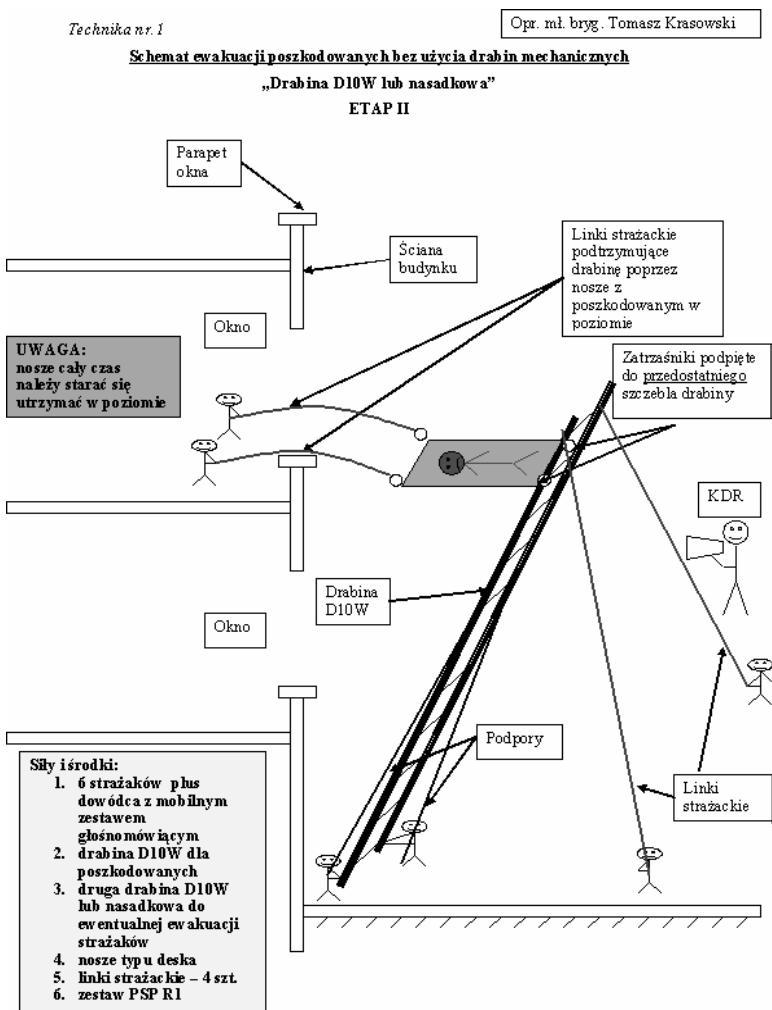 Technika nr. 1
Opr. mł. bryg. Tomasz Krasowski
Schemat ewakuacji poszkodowanych bez użycia drabin mechanicznych
„Drabina D10W lub nasadkowa”
ETAP II
Parapet
okna
Ściana
budynku
Linki strażackie
podtrzymujące
drabinę poprzez
nosze z
poszkodowanym w
poziomie
Okno
UWAGA:
nosze cały czas
należy starać się
utrzymać w poziomie
Zatrzaśniki podpięte
do przedostatniego
szczebla drabiny
KDR
Drabina
D10W
Okno
Podpory
Linki
strażackie
Siły i środki:
1. 6 strażaków plus
dowódca z mobilnym
zestawem
głośnomówiącym
2. drabina D10W dla
poszkodowanych
3. druga drabina D10W
lub nasadkowa do
ewentualnej ewakuacji
strażaków
4. nosze typu deska
5. linki strażackie – 4 szt.
6. zestaw PSP R1